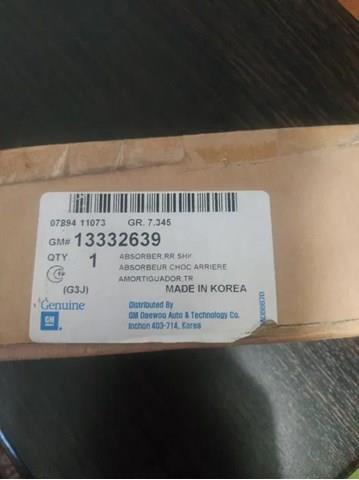 07894 11073 GR. 7.345
GM# 13332639
QTY 1 ABSORBER,RR SHK
ABSORBEUR CHOC ARRIERE
AMORTIGUADOR,TR
(G3J) MADE IN KOREA
Genuine
GM
Distributed By
GM Daewoo Auto & Technology Co.
Inchon 403-714, Korea